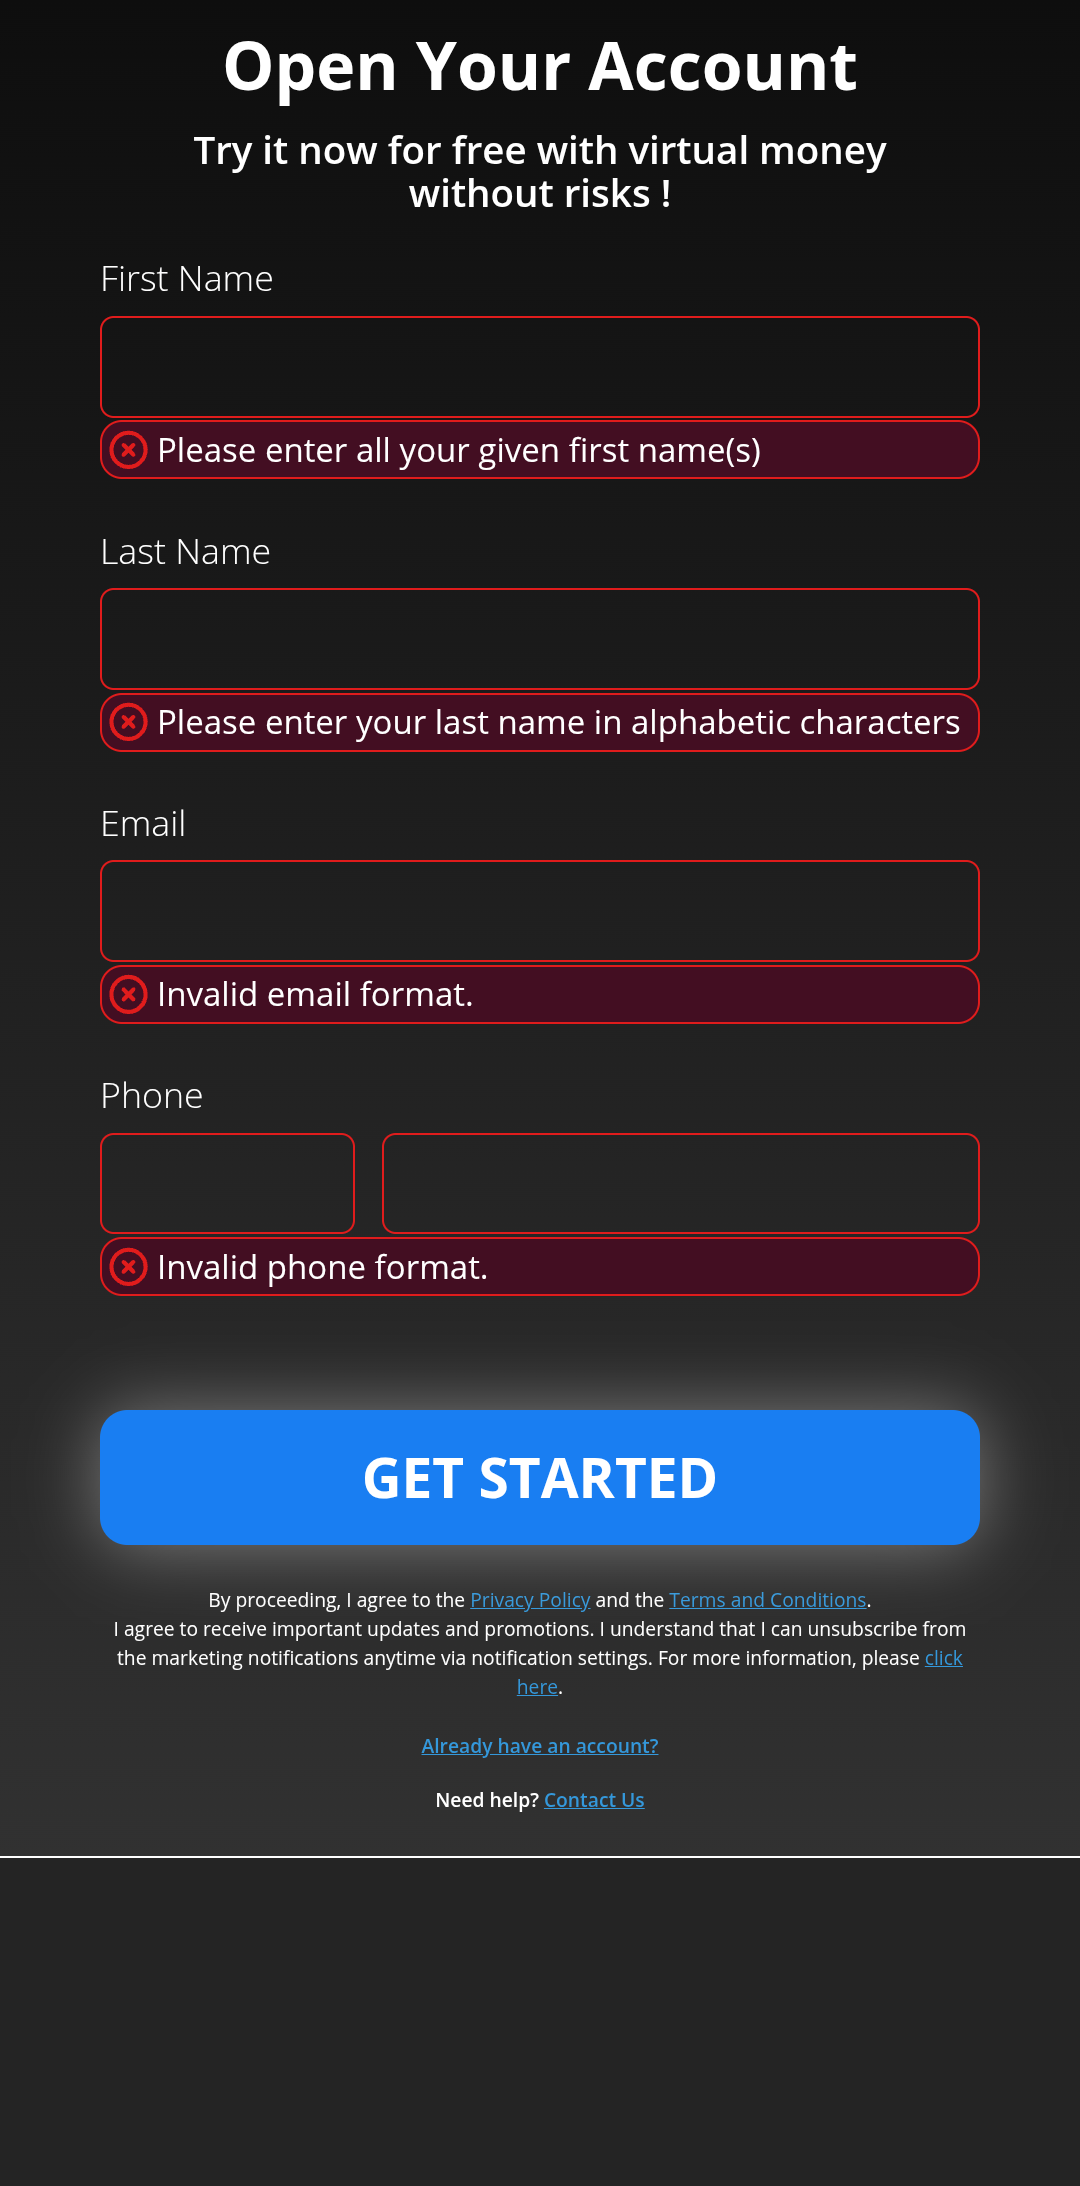 Open Your Account
Try it now for free with virtual money
without risks !
First Name
Please enter all your given first name(s)
Last Name
Please enter your last name in alphabetic characters
Email
Invalid email format.
Phone
Invalid phone format.
GET STARTED
By proceeding, I agree to the Privacy Policy and the Terms and Conditions.
I agree to receive important updates and promotions. I understand that I can unsubscribe from
the marketing notifications anytime via notification settings. For more information, please click
here.
Already have an account?
Need help? Contact Us